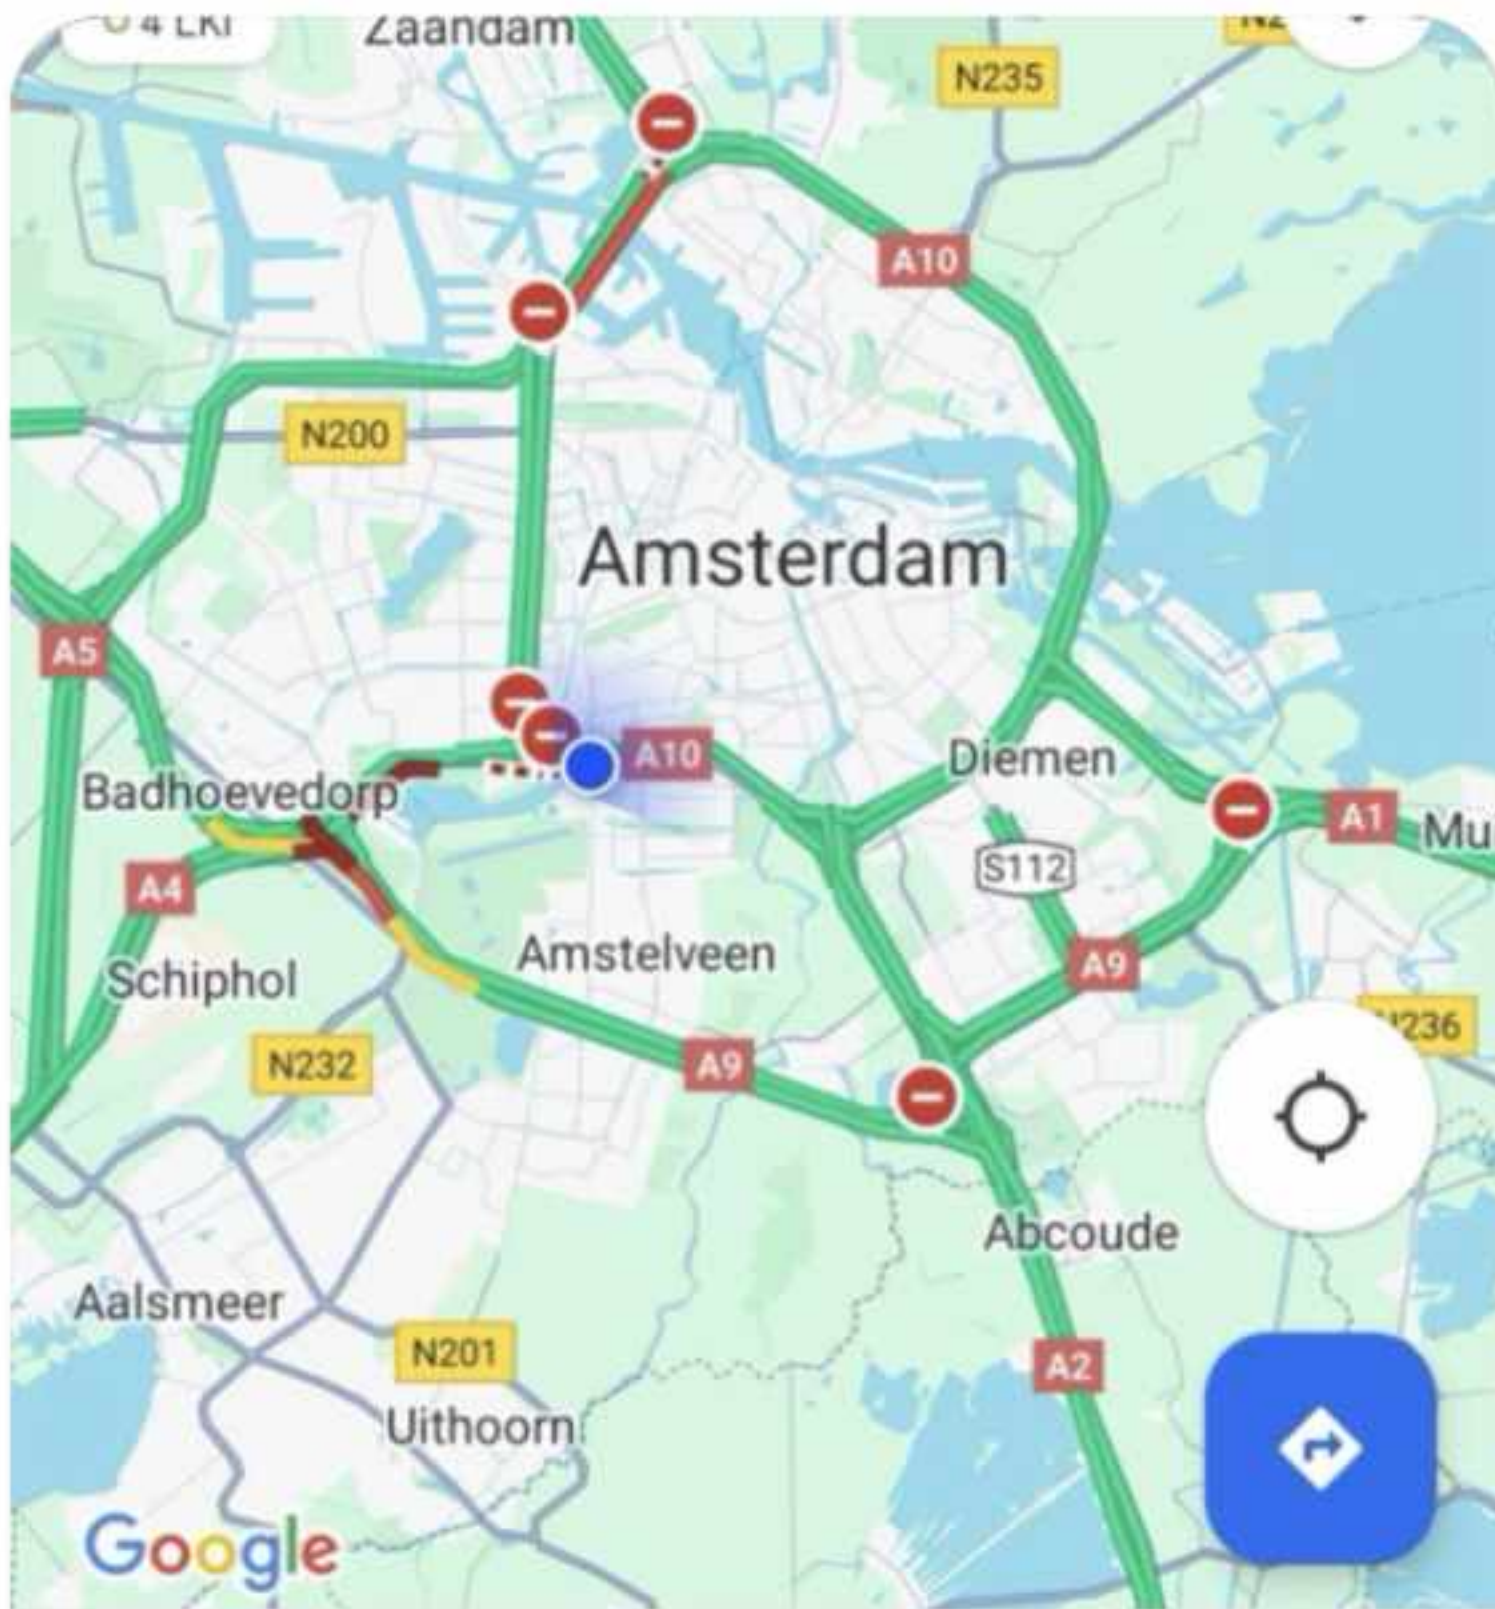 Zaandam
N235
A10
N200
Amsterdam
A5
A10
Diemen
Badhoevedorp
A1
Mu
S112
A4
Amstelveen
A9
Schiphol
N232
A9
Abcoude
Aalsmeer
N201
A2
Uithoorn
Google